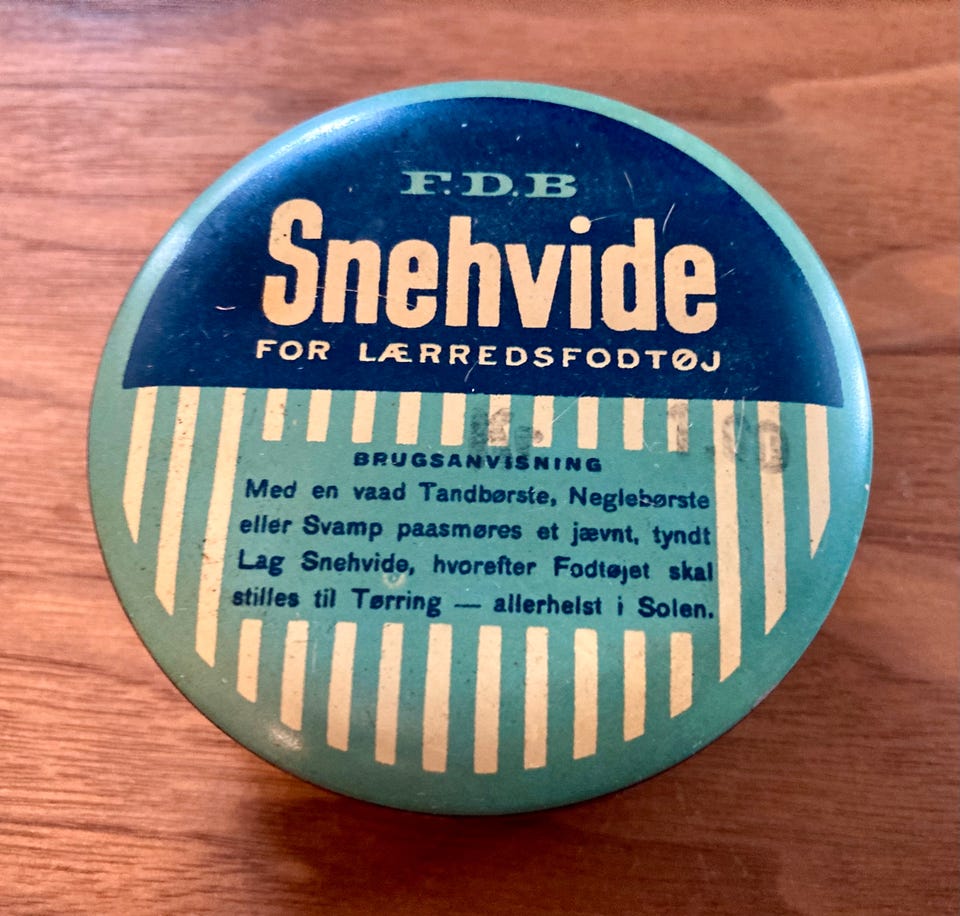 F.D.B
Snehvide
FOR LÆRREDSFODTØJ
Kr.
BRUGSANVISNING
Med en vaad Tandbørste, Neglebørste
eller Svamp paasmøres et jævnt, tyndt
Lag Snehvide, hvorefter Fodtøjet skal
stilles til Tørring — allerhelst i Solen.